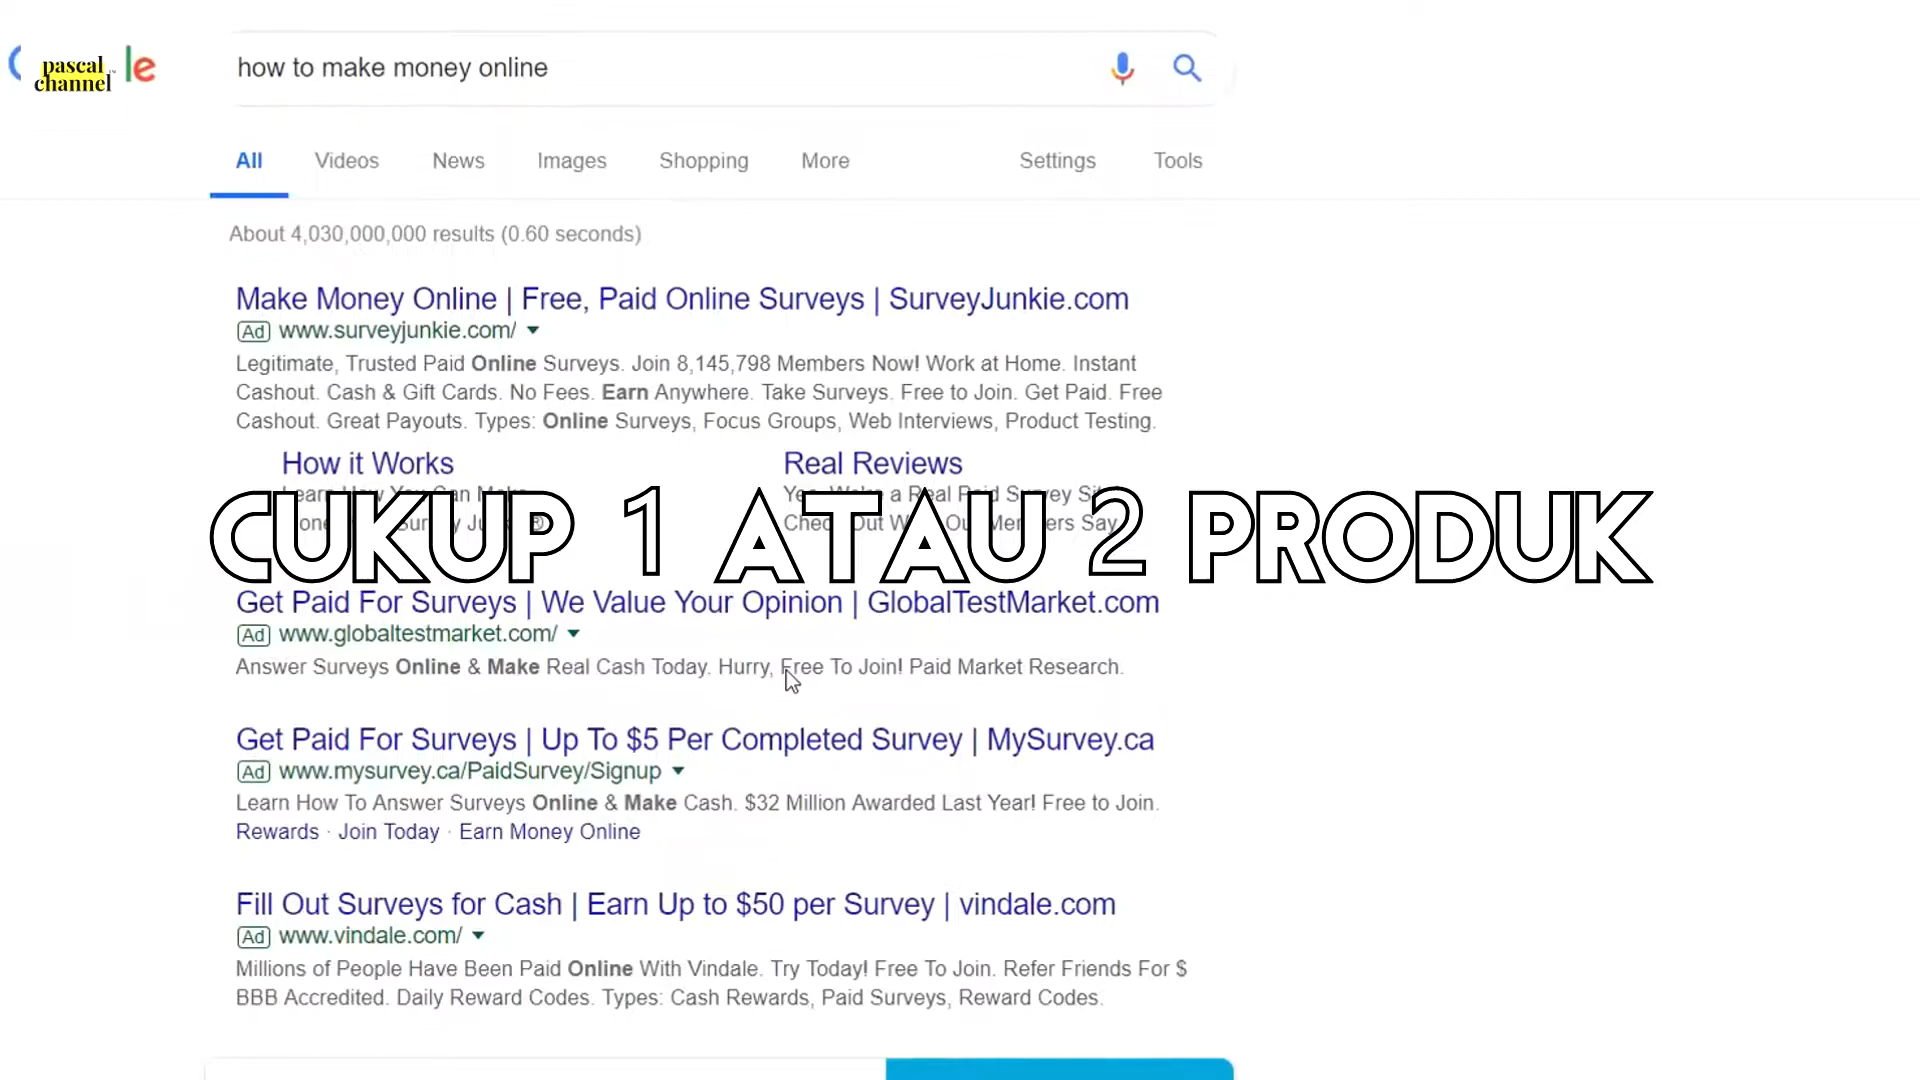 pascal
channel
le
how to make money online
All Videos News Images Shopping More Settings Tools
About 4,030,000,000 results (0.60 seconds)
Make Money Online | Free, Paid Online Surveys | SurveyJunkie.com
Ad www.surveyjunkie.com/
Legitimate, Trusted Paid Online Surveys. Join 8,145,798 Members Now! Work at Home. Instant
Cashout. Cash & Gift Cards. No Fees. Earn Anywhere. Take Surveys. Free to Join. Get Paid. Free
Cashout. Great Payouts. Types: Online Surveys, Focus Groups, Web Interviews, Product Testing.
How it Works Real Reviews
Learn How You Can Make a Real Paid Survey
Out
CUKUP 1 ATAU 2 PRODUK
Get Paid For Surveys | We Value Your Opinion | GlobalTestMarket.com
Ad www.globaltestmarket.com/
Answer Surveys Online & Make Real Cash Today. Hurry, Free To Join! Paid Market Research.
Get Paid For Surveys | Up To $5 Per Completed Survey | MySurvey.ca
Ad www.mysurvey.ca/PaidSurvey/Signup
Learn How To Answer Surveys Online & Make Cash. $32 Million Awarded Last Year! Free to Join.
Rewards · Join Today · Earn Money Online
Fill Out Surveys for Cash | Earn Up to $50 per Survey | vindale.com
Ad www.vindale.com/
Millions of People Have Been Paid Online With Vindale. Try Today! Free To Join. Refer Friends For $
BBB Accredited. Daily Reward Codes. Types: Cash Rewards, Paid Surveys, Reward Codes.